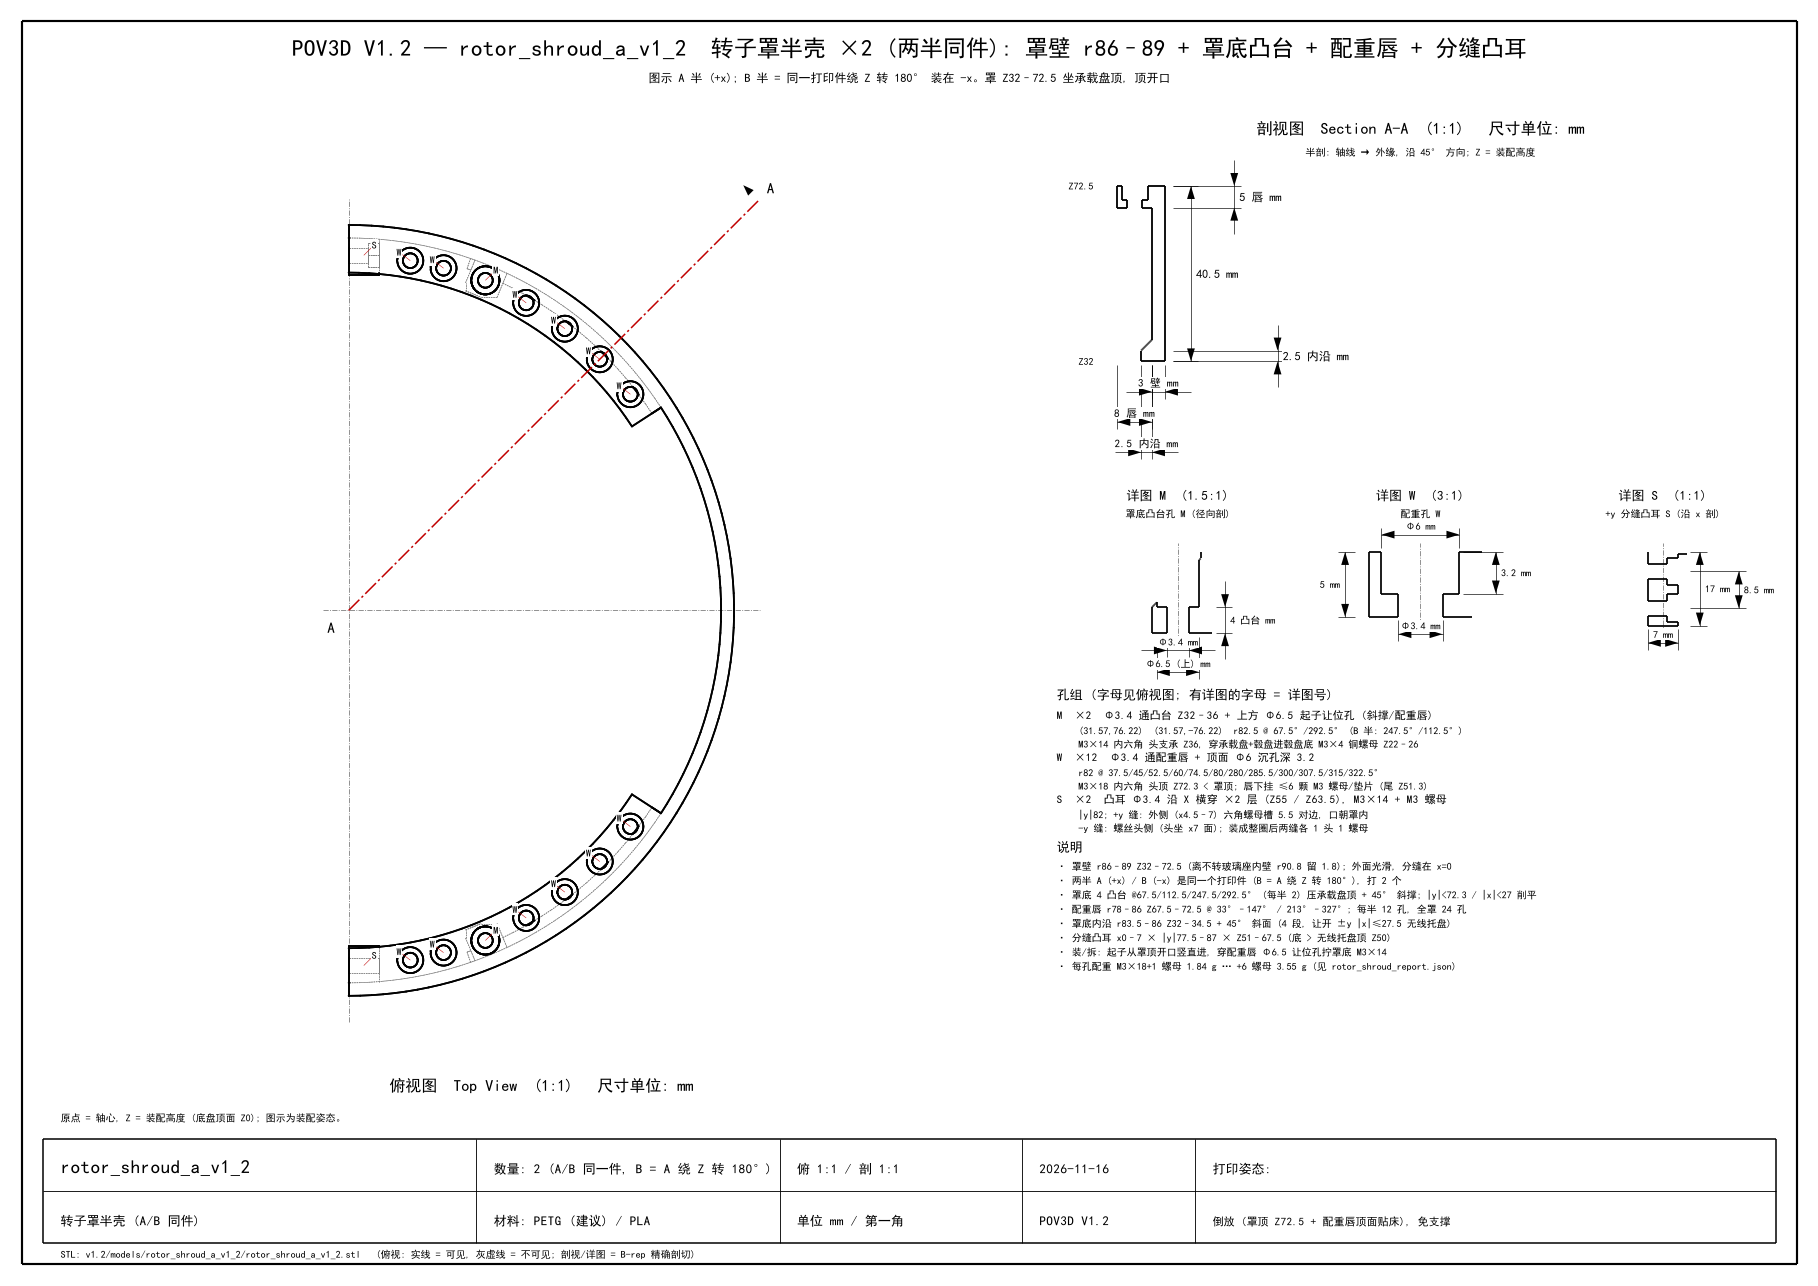 POV3D V1.2 — rotor_shroud_a_v1_2 转子罩半壳 ×2 (两半同件): 罩壁 r86–89 + 罩底凸台 + 配重唇 + 分缝凸耳
图示 A 半 (+x); B 半 = 同一打印件绕 Z 转 180° 装在 -x。罩 Z32–72.5 坐承载盘顶, 顶开口
剖视图 Section A-A (1:1) 尺寸单位: mm
半剖: 轴线 → 外缘, 沿 45° 方向; Z = 装配高度
A
Z72.5
5 唇 mm
40.5 mm
2.5 内沿 mm
Z32
3 壁 mm
8 唇 mm
2.5 内沿 mm
S
W
W
M
W
W
W
W
A
详图 M (1.5:1)
罩底凸台孔 M (径向剖)
4 凸台 mm
Φ3.4 mm
Φ6.5 (上) mm
详图 W (3:1)
配重孔 W
Φ6 mm
5 mm
3.2 mm
Φ3.4 mm
详图 S (1:1)
+y 分缝凸耳 S (沿 x 剖)
17 mm
8.5 mm
7 mm
W
W
W
W
M
W
W
S
孔组 (字母见俯视图; 有详图的字母 = 详图号)
M ×2 Φ3.4 通凸台 Z32–36 + 上方 Φ6.5 起子让位孔 (斜撑/配重唇)
(31.57,76.22) (31.57,-76.22) r82.5 @ 67.5°/292.5° (B 半: 247.5°/112.5°)
M3×14 内六角 头支承 Z36, 穿承载盘+毂盘进毂盘底 M3×4 铜螺母 Z22–26
W ×12 Φ3.4 通配重唇 + 顶面 Φ6 沉孔深 3.2
r82 @ 37.5/45/52.5/60/74.5/80/280/285.5/300/307.5/315/322.5°
M3×18 内六角 头顶 Z72.3 < 罩顶; 唇下挂 ≤6 颗 M3 螺母/垫片 (尾 Z51.3)
S ×2 凸耳 Φ3.4 沿 X 横穿 ×2 层 (Z55 / Z63.5), M3×14 + M3 螺母
|y|82; +y 缝: 外侧 (x4.5–7) 六角螺母槽 5.5 对边, 口朝罩内
-y 缝: 螺丝头侧 (头坐 x7 面); 装成整圈后两缝各 1 头 1 螺母
说明
· 罩壁 r86–89 Z32–72.5 (离不转玻璃座内壁 r90.8 留 1.8); 外面光滑, 分缝在 x=0
· 两半 A (+x) / B (-x) 是同一个打印件 (B = A 绕 Z 转 180°), 打 2 个
· 罩底 4 凸台 @67.5/112.5/247.5/292.5° (每半 2) 压承载盘顶 + 45° 斜撑; |y|<72.3 / |x|<27 削平
· 配重唇 r78–86 Z67.5–72.5 @ 33°–147° / 213°–327°; 每半 12 孔, 全罩 24 孔
· 罩底内沿 r83.5–86 Z32–34.5 + 45° 斜面 (4 段, 让开 ±y |x|≤27.5 无线托盘)
· 分缝凸耳 x0–7 × |y|77.5–87 × Z51–67.5 (底 > 无线托盘顶 Z50)
· 装/拆: 起子从罩顶开口竖直进, 穿配重唇 Φ6.5 让位孔拧罩底 M3×14
· 每孔配重 M3×18+1 螺母 1.84 g … +6 螺母 3.55 g (见 rotor_shroud_report.json)
俯视图 Top View (1:1) 尺寸单位: mm
原点 = 轴心, Z = 装配高度 (底盘顶面 Z0); 图示为装配姿态。
rotor_shroud_a_v1_2
数量: 2 (A/B 同一件, B = A 绕 Z 转 180°)
俯 1:1 / 剖 1:1
2026-11-16
打印姿态:
转子罩半壳 (A/B 同件)
材料: PETG (建议) / PLA
单位 mm / 第一角
POV3D V1.2
倒放 (罩顶 Z72.5 + 配重唇顶面贴床), 免支撑
STL: v1.2/models/rotor_shroud_a_v1_2/rotor_shroud_a_v1_2.stl (俯视: 实线 = 可见, 灰虚线 = 不可见; 剖视/详图 = B-rep 精确剖切)